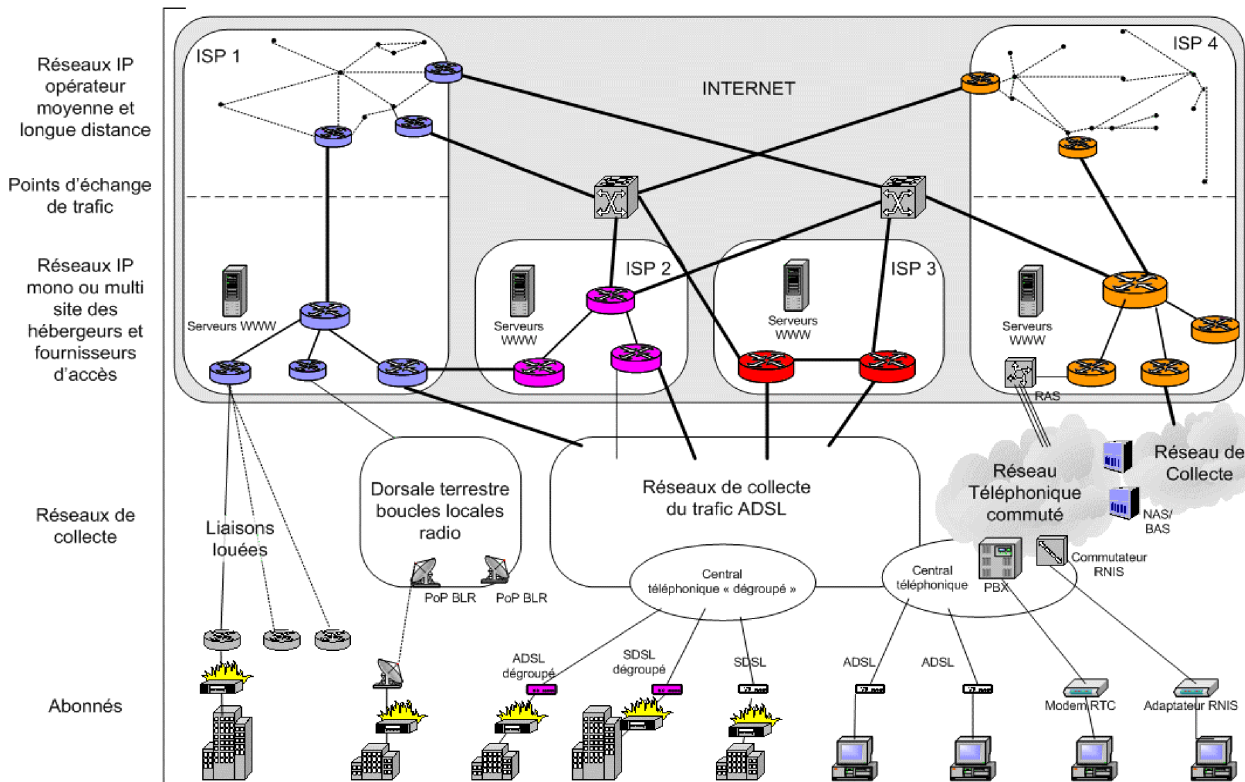 Réseaux IP
opérateur
moyenne et
longue distance
Points d'échange
de trafic
Réseaux IP
mono ou multi
site des
hébergeurs et
fournisseurs
d'accès
Réseaux de
collecte
Abonnés
ISP 1
INTERNET
ISP 4
ISP 2
ISP 3
Serveurs WWW
Serveurs
WWW
Serveurs
WWW
Serveurs
WWW
RAS
Liaisons
louées
Dorsale terrestre
boucles locales
radio
PoP BLR
PoP BLR
Réseaux de collecte
du trafic ADSL
Central
téléphonique « dégroupé »
Réseau
Téléphonique
commuté
Réseau de
Collecte
NAS/
BAS
Central
téléphonique
PBX
Commutateur
RNIS
ADSL
dégroupé
SDSL
dégroupé
SDSL
ADSL
ADSL
Modem RTC
Adaptateur RNIS